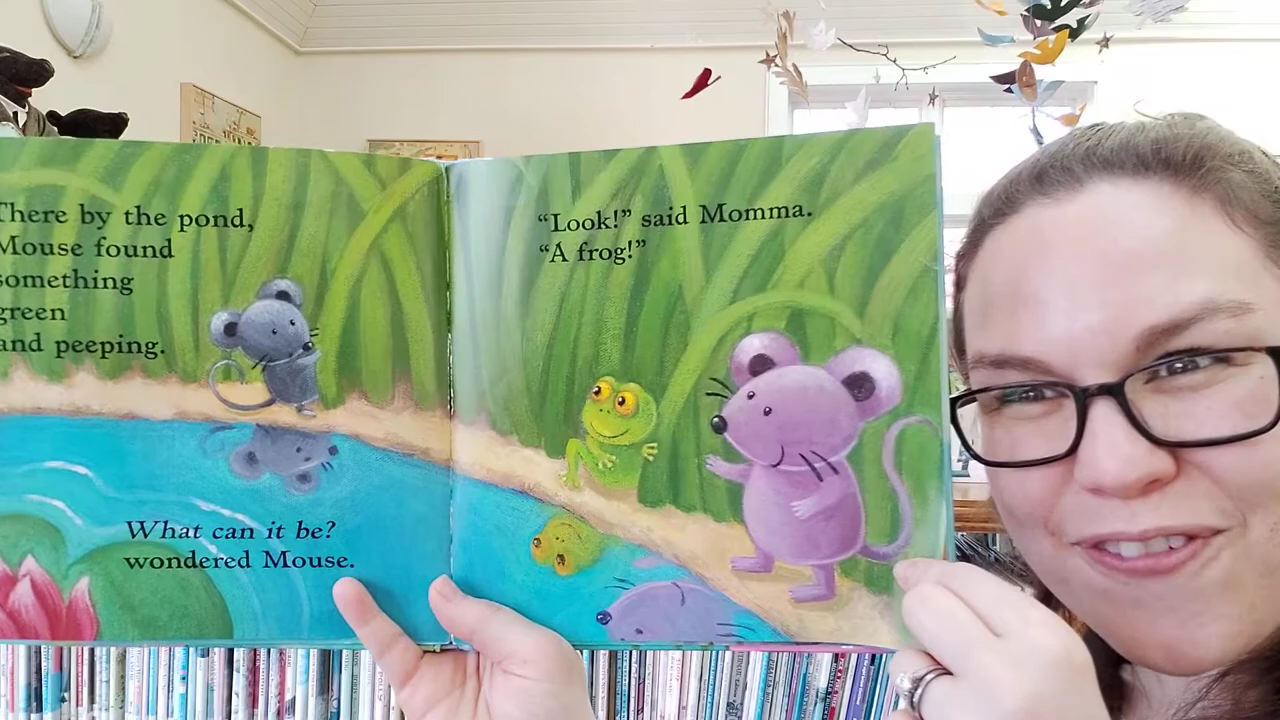 There by the pond,
Mouse found
something
green
and peeping.
What can it be?
wondered Mouse.
“Look!” said Momma.
“A frog!”